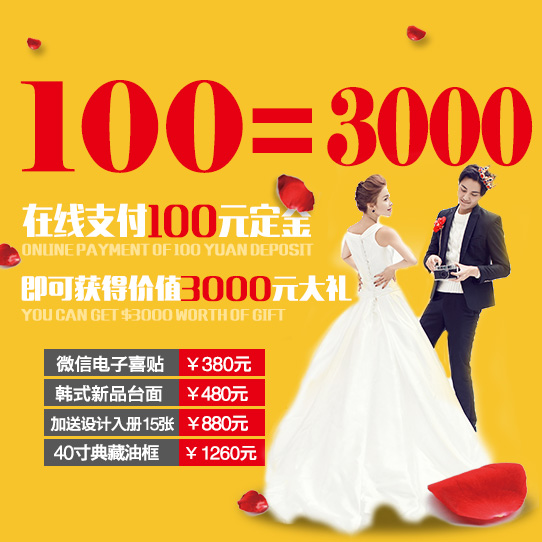 100=3000
在线支付100元定金
ONLINE PAYMENT OF 100 YUAN DEPOSIT
即可获得价值3000元大礼
YOU CAN GET $3000 WORTH OF GIFT
微信电子喜贴 ￥380元
韩式新品台面 ￥480元
加送设计入册15张 ￥880元
40寸典藏油框 ￥1260元